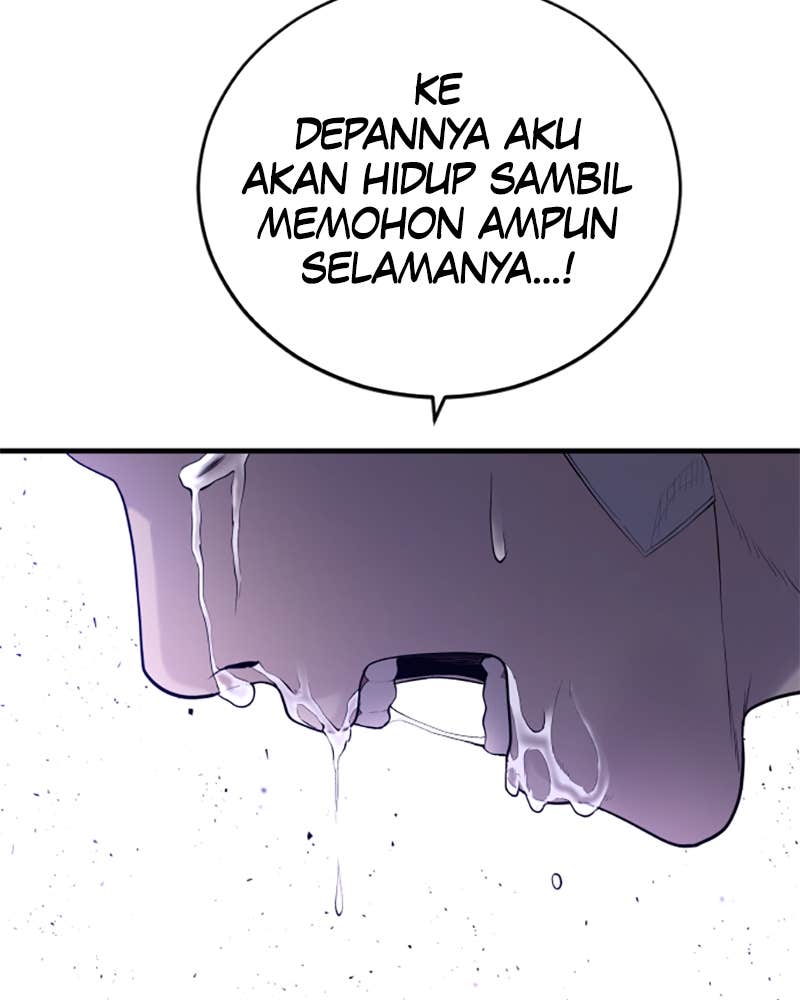 KE
DEPANNYA AKU
AKAN HIDUP SAMBIL
MEMOHON AMPUN
SELAMANYA...!